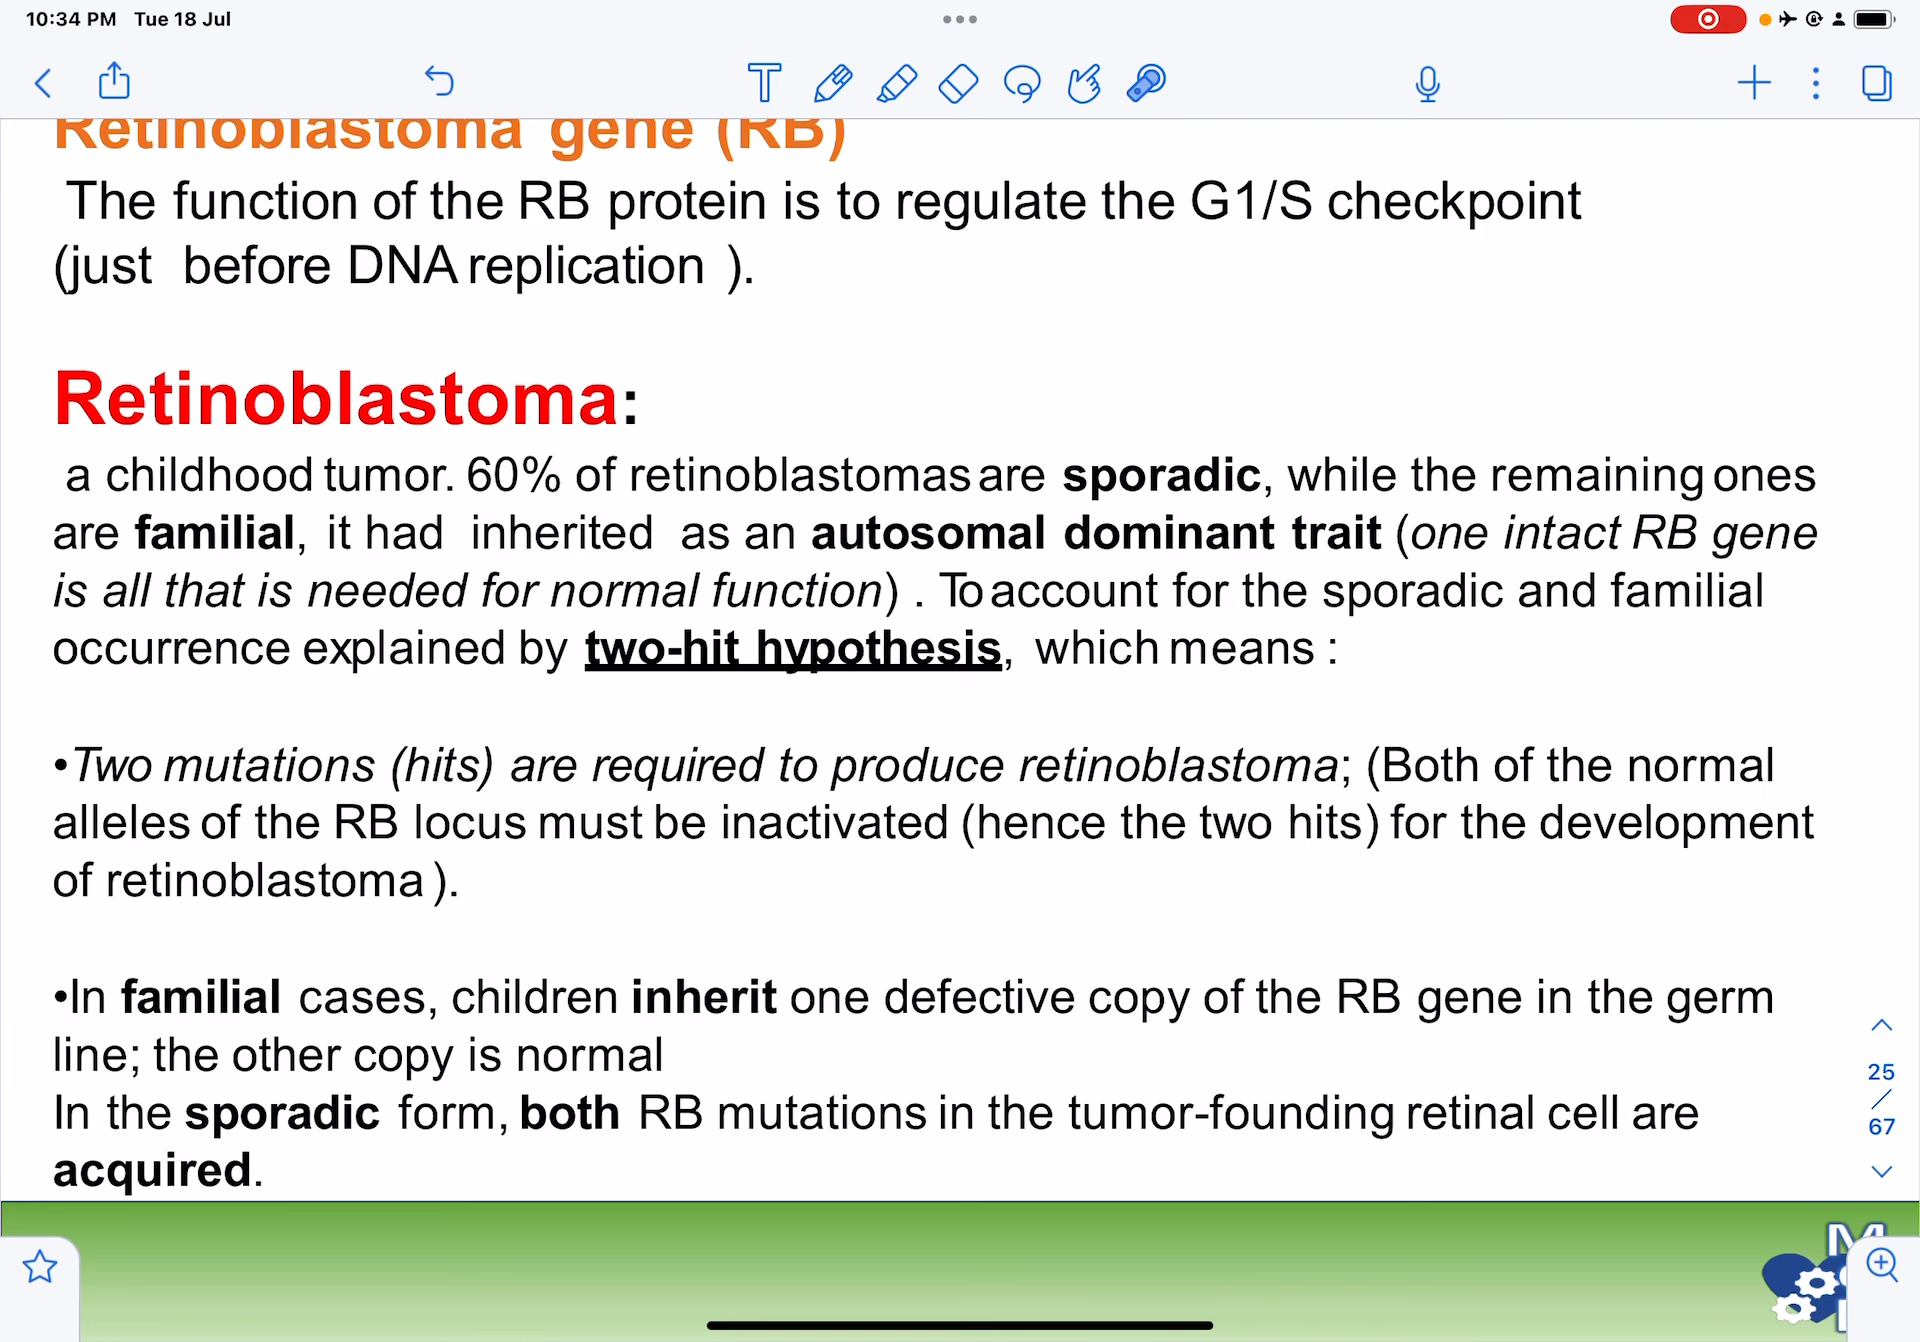 10:34 PM Tue 18 Jul
Retinoblastoma gene (RB)
The function of the RB protein is to regulate the G1/S checkpoint
(just before DNA replication ).
Retinoblastoma:
a childhood tumor. 60% of retinoblastomas are sporadic, while the remaining ones
are familial, it had inherited as an autosomal dominant trait (one intact RB gene
is all that is needed for normal function) . To account for the sporadic and familial
occurrence explained by two-hit hypothesis, which means :
•Two mutations (hits) are required to produce retinoblastoma; (Both of the normal
alleles of the RB locus must be inactivated (hence the two hits) for the development
of retinoblastoma ).
•In familial cases, children inherit one defective copy of the RB gene in the germ
line; the other copy is normal
In the sporadic form, both RB mutations in the tumor-founding retinal cell are
acquired.
25
/
67